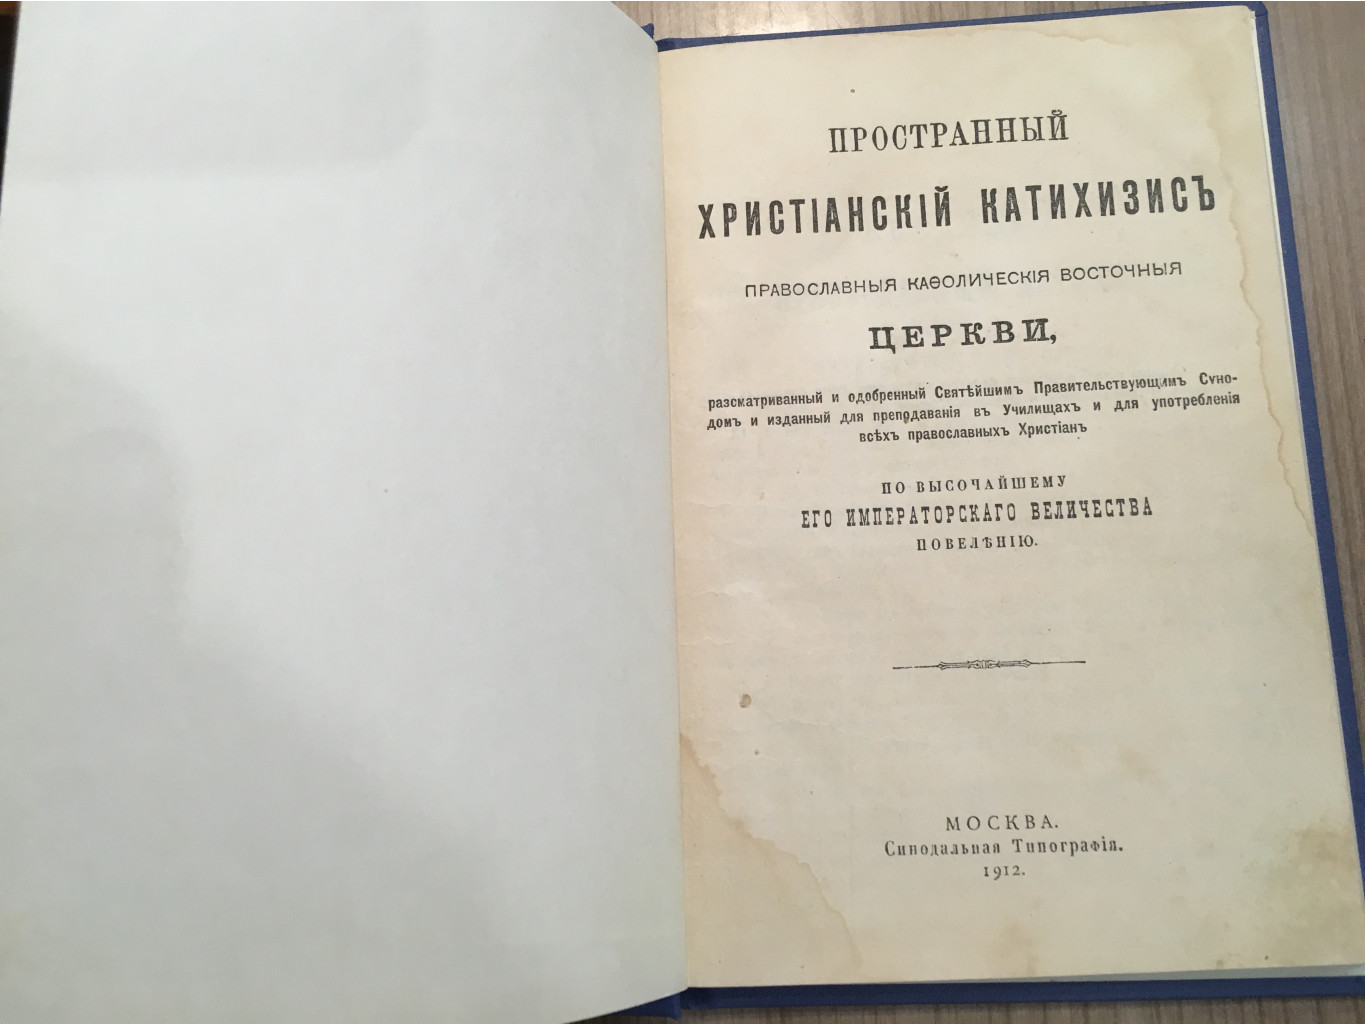 ПРОСТРАННЫЙ
ХРИСТІАНСКІЙ КАТИХИЗИСЪ
ПРАВОСЛАВНЫЯ КАѲОЛИЧЕСКІЯ ВОСТОЧНЫЯ
ЦЕРКВИ,
разсматриванный и одобренный Святѣйшимъ Правительствующимъ Сѵно-
домъ и изданный для преподаванія въ Училищахъ и для употребленія
всѣхъ православныхъ Христіанъ
ПО ВЫСОЧАЙШЕМУ
ЕГО ИМПЕРАТОРСКАГО ВЕЛИЧЕСТВА
ПОВЕЛѢНІЮ.
МОСКВА.
Синодальная Типографія.
1912.